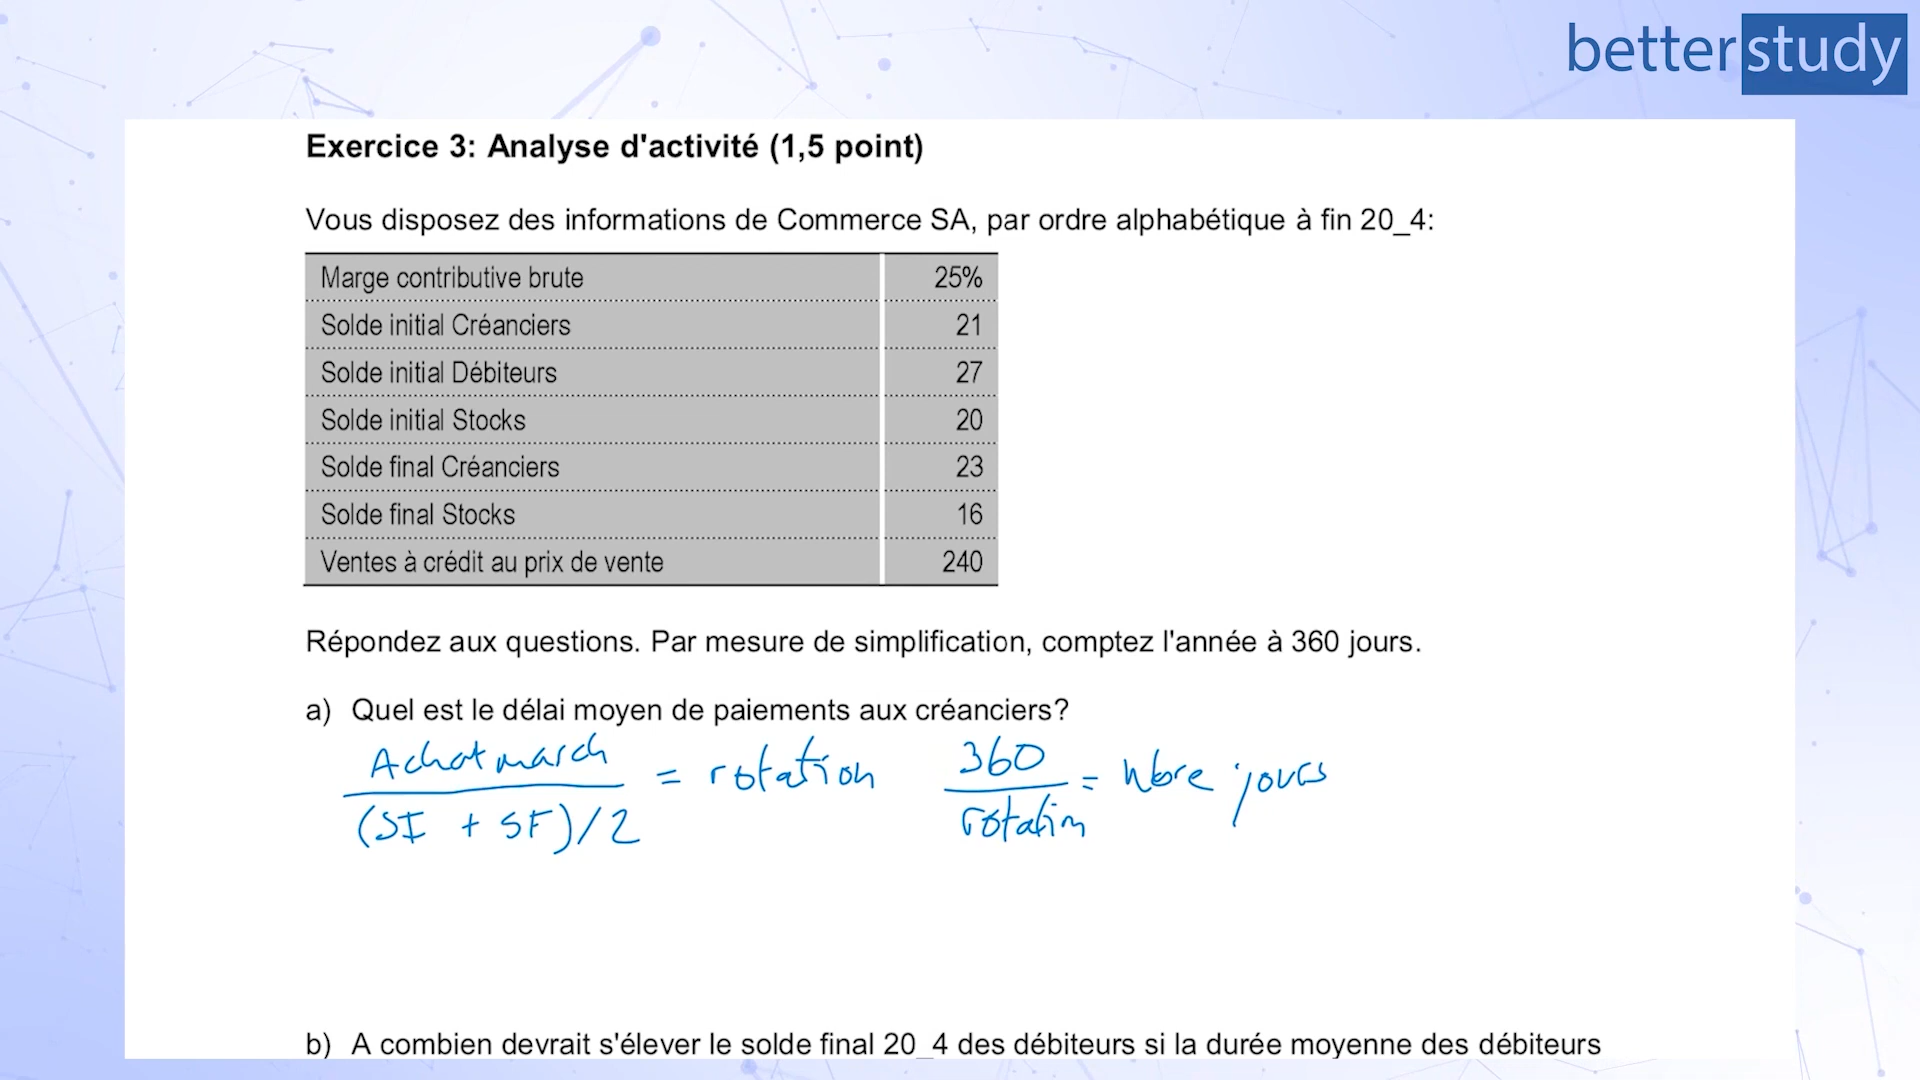 betterstudy
Exercice 3: Analyse d'activité (1,5 point)
Vous disposez des informations de Commerce SA, par ordre alphabétique à fin 20_4:
Marge contributive brute 25%
Solde initial Créanciers 21
Solde initial Débiteurs 27
Solde initial Stocks 20
Solde final Créanciers 23
Solde final Stocks 16
Ventes à crédit au prix de vente 240
Répondez aux questions. Par mesure de simplification, comptez l'année à 360 jours.
a) Quel est le délai moyen de paiements aux créanciers?
Achat march
(SI + SF)/2
= rotation
360
rotation
= Nbre jours
b) A combien devrait s'élever le solde final 20_4 des débiteurs si la durée moyenne des débiteurs